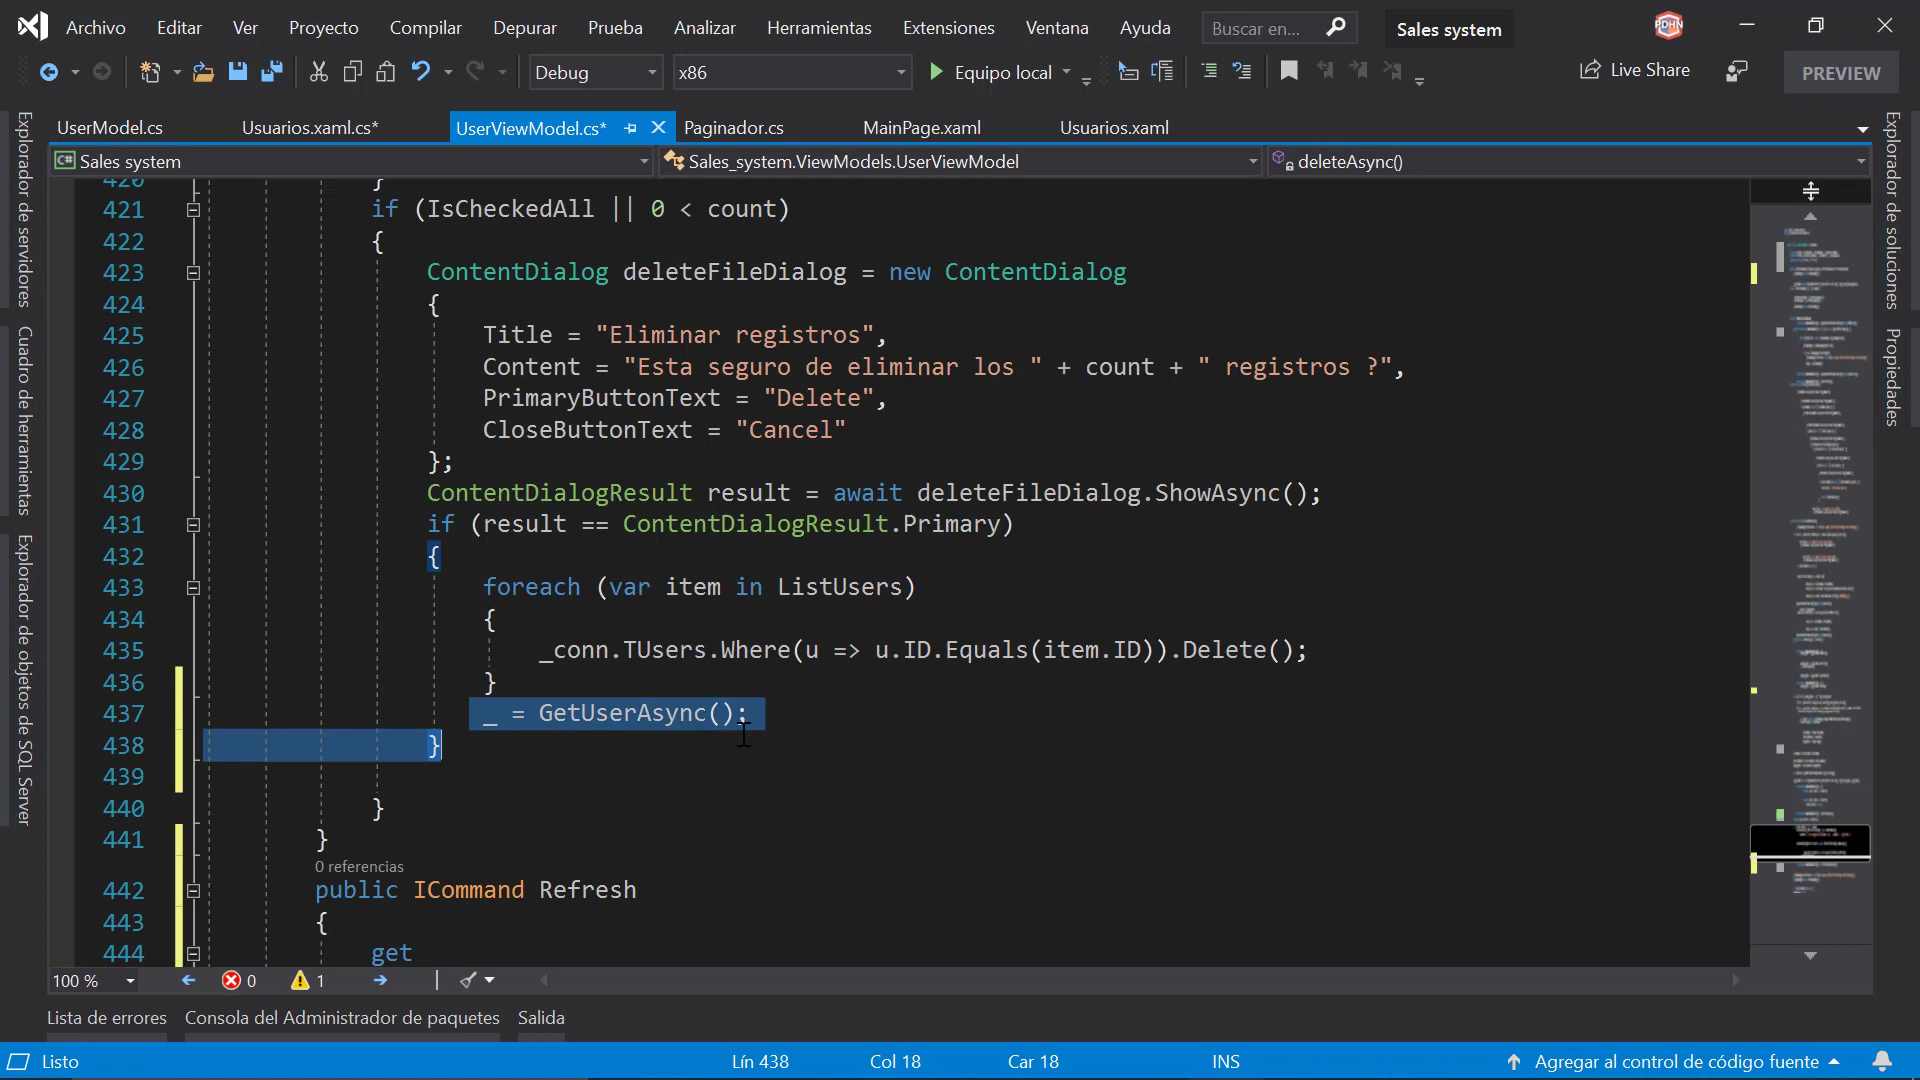 Archivo Editar Ver Proyecto Compilar Depurar Prueba Analizar Herramientas Extensiones Ventana Ayuda Buscar en... Sales system PDHN
Debug x86 Equipo local Live Share PREVIEW
UserModel.cs Usuarios.xaml.cs* UserViewModel.cs* Paginador.cs MainPage.xaml Usuarios.xaml
C# Sales system Sales_system.ViewModels.UserViewModel deleteAsync()
Explorador de servidores
Cuadro de herramientas
Explorador de objetos de SQL Server
420 }
421 if (IsCheckedAll || 0 < count)
422 {
423 ContentDialog deleteFileDialog = new ContentDialog
424 {
425 Title = "Eliminar registros",
426 Content = "Esta seguro de eliminar los " + count + " registros ?",
427 PrimaryButtonText = "Delete",
428 CloseButtonText = "Cancel"
429 };
430 ContentDialogResult result = await deleteFileDialog.ShowAsync();
431 if (result == ContentDialogResult.Primary)
432 {
433 foreach (var item in ListUsers)
434 {
435 _conn.TUsers.Where(u => u.ID.Equals(item.ID)).Delete();
436 }
437 _ = GetUserAsync();
438 }
439
440 }
441 }
0 referencias
442 public ICommand Refresh
443 {
444 get
Explorador de soluciones
Propiedades
100 % 0 1
Lista de errores Consola del Administrador de paquetes Salida
Listo Lín 438 Col 18 Car 18 INS Agregar al control de código fuente